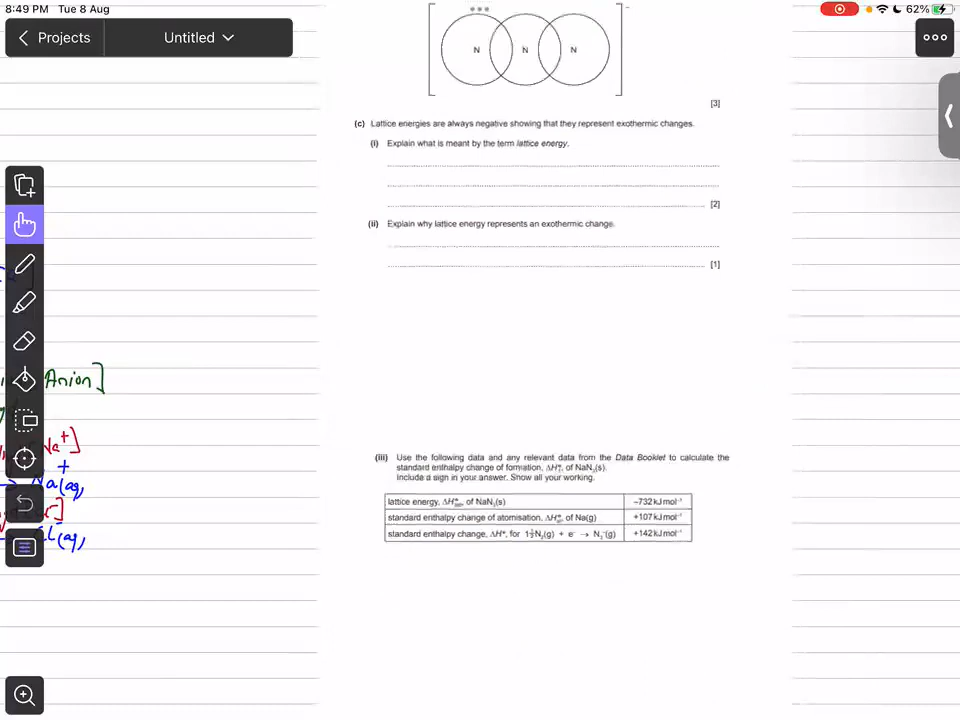 8:49 PM Tue 8 Aug
62%
Projects
Untitled
N N N
[3]
(c) Lattice energies are always negative showing that they represent exothermic changes.
(i) Explain what is meant by the term lattice energy.
[2]
(ii) Explain why lattice energy represents an exothermic change.
[1]
Anion]
Na(aq)
(iii) Use the following data and any relevant data from the Data Booklet to calculate the
standard enthalpy change of formation, ΔH°f, of NaN₃(s).
Include a sign in your answer. Show all your working.
lattice energy, ΔH°latt, of NaN₃(s) −732 kJ mol⁻¹
standard enthalpy change of atomisation, ΔH°at, of Na(g) +107 kJ mol⁻¹
standard enthalpy change, ΔH°, for 1½N₂(g) + e⁻ → N₃⁻(g) +142 kJ mol⁻¹